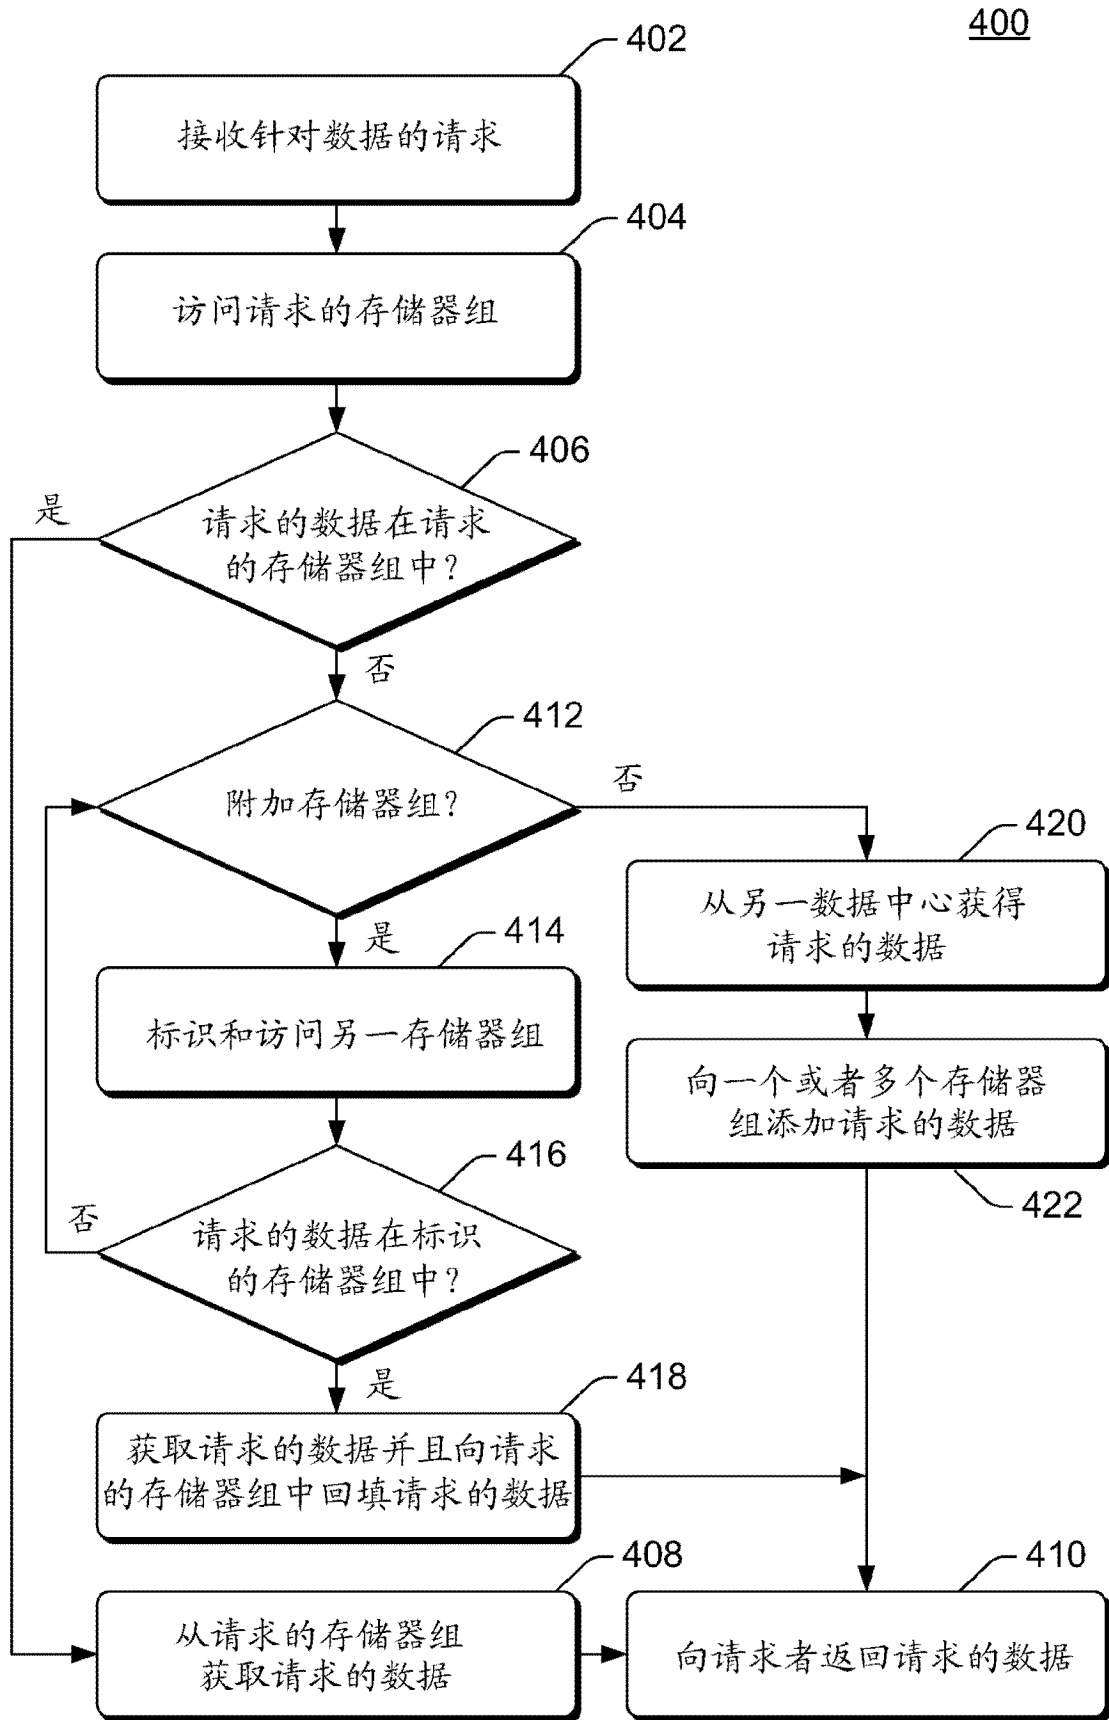 400
402
接收针对数据的请求
404
访问请求的存储器组
406
是
请求的数据在请求
的存储器组中?
否
412
附加存储器组?
否
420
从另一数据中心获得
请求的数据
是
414
标识和访问另一存储器组
向一个或者多个存储器
组添加请求的数据
422
416
否
请求的数据在标识
的存储器组中?
是
418
获取请求的数据并且向请求
的存储器组中回填请求的数据
408
从请求的存储器组
获取请求的数据
410
向请求者返回请求的数据